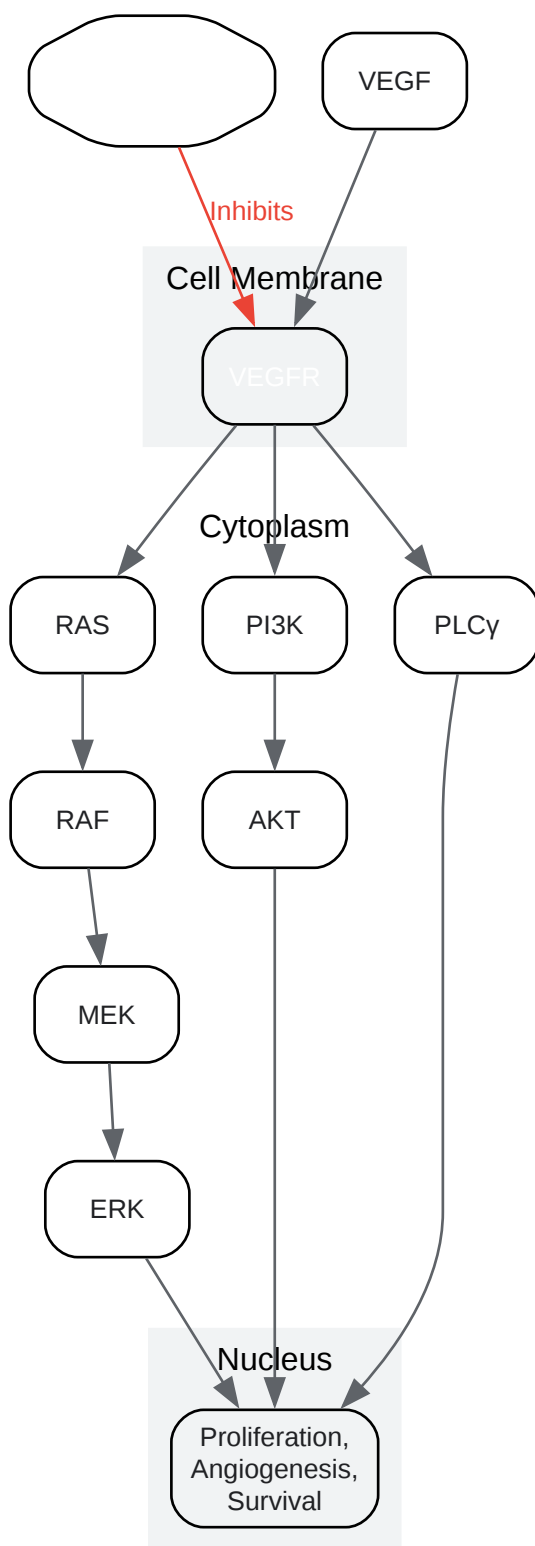 VEGF
Inhibits
Cell Membrane
VEGFR
Cytoplasm
RAS
PI3K
PLCγ
RAF
AKT
MEK
ERK
Nucleus
Proliferation,
Angiogenesis,
Survival